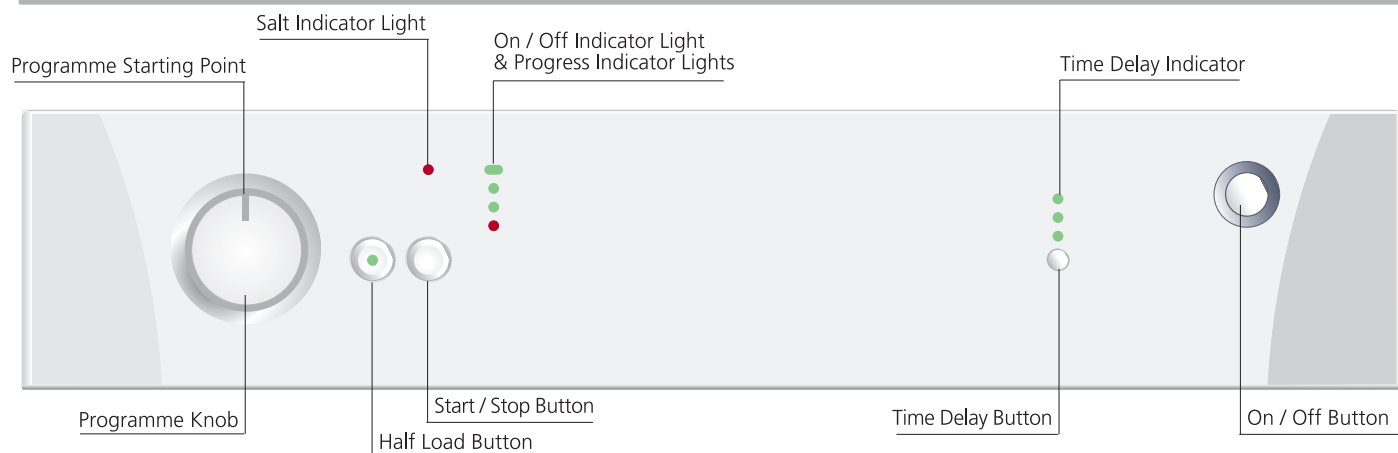 Salt Indicator Light
On / Off Indicator Light
& Progress Indicator Lights
Programme Starting Point
Time Delay Indicator
Programme Knob
Start / Stop Button
Half Load Button
Time Delay Button
On / Off Button